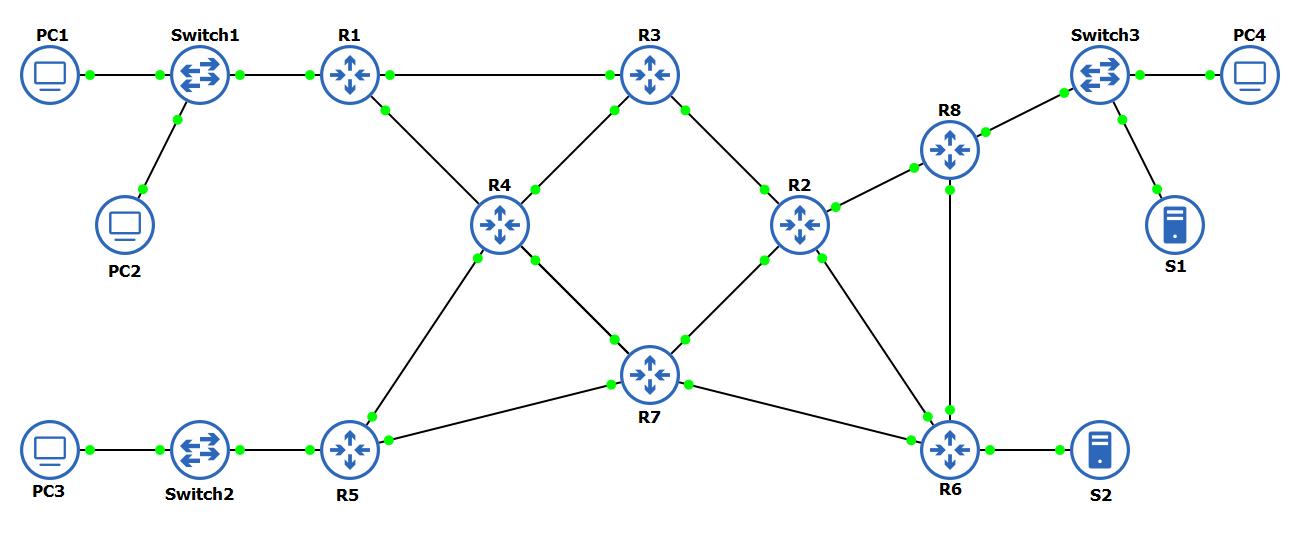 PC1
Switch1
R1
R3
Switch3
PC4
R8
R4
R2
PC2
S1
R7
PC3
Switch2
R5
R6
S2